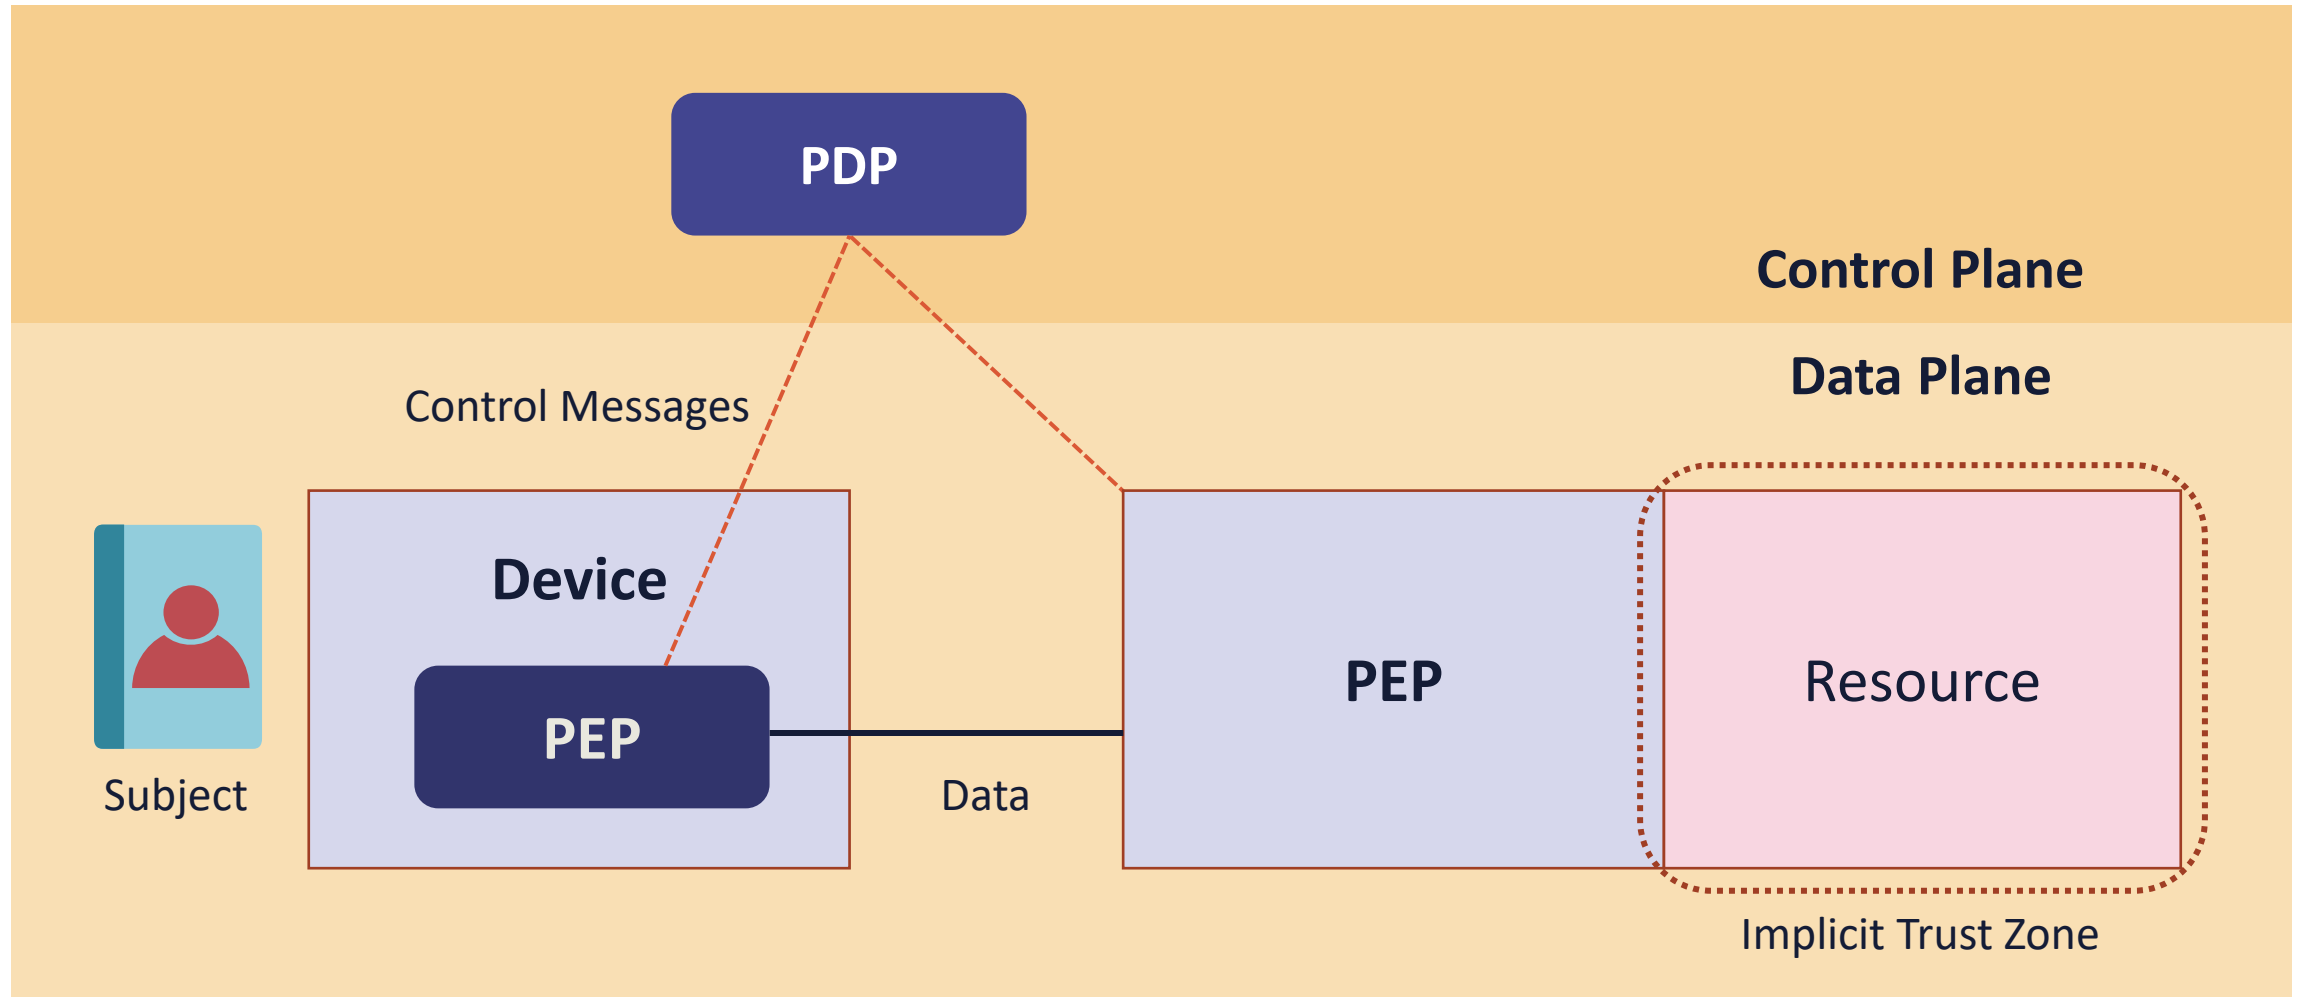 PDP
Control Plane
Data Plane
Control Messages
Device
PEP
Subject
Data
PEP
Resource
Implicit Trust Zone